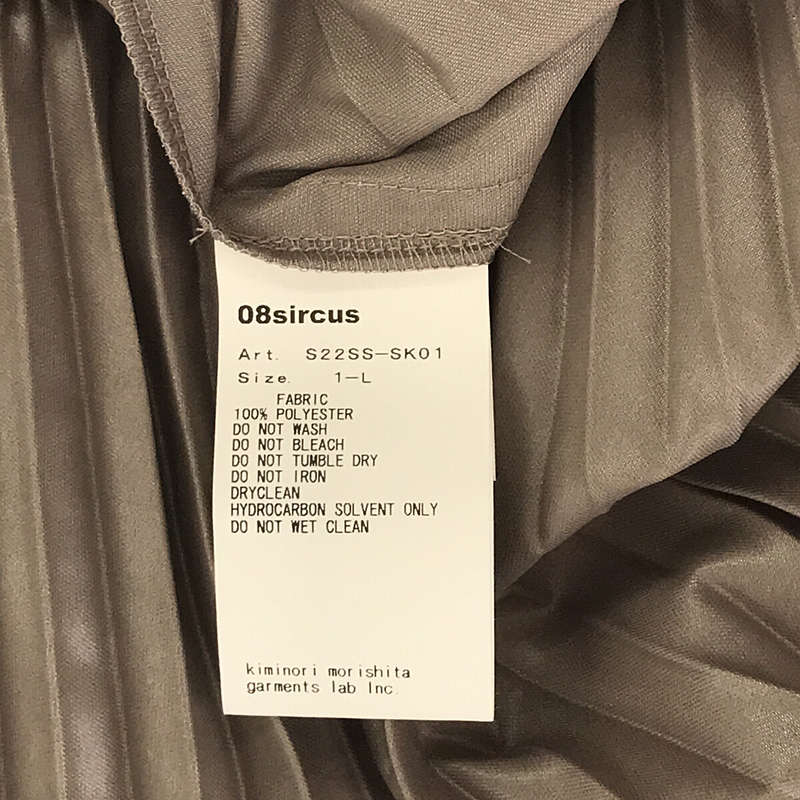 08sircus
Art. S22SS-SK01
Size. 1-L
FABRIC
100% POLYESTER
DO NOT WASH
DO NOT BLEACH
DO NOT TUMBLE DRY
DO NOT IRON
DRYCLEAN
HYDROCARBON SOLVENT ONLY
DO NOT WET CLEAN
kiminori morishita
garments lab Inc.